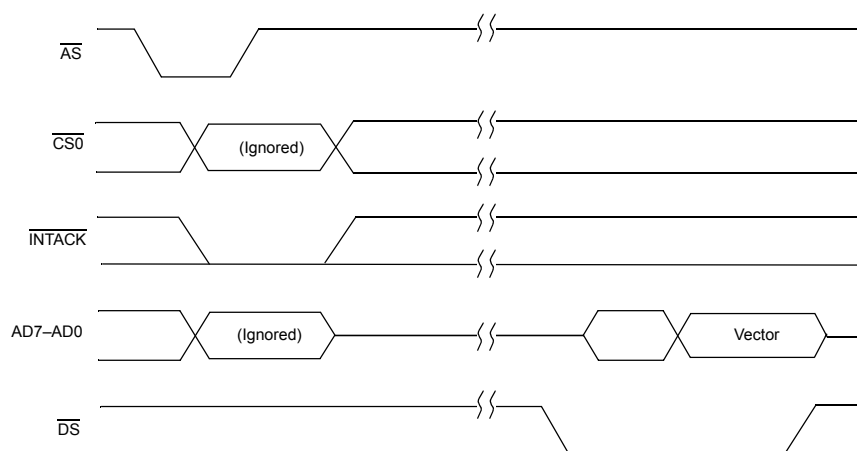 AS
CS0
(Ignored)
INTACK
AD7–AD0
(Ignored)
Vector
DS